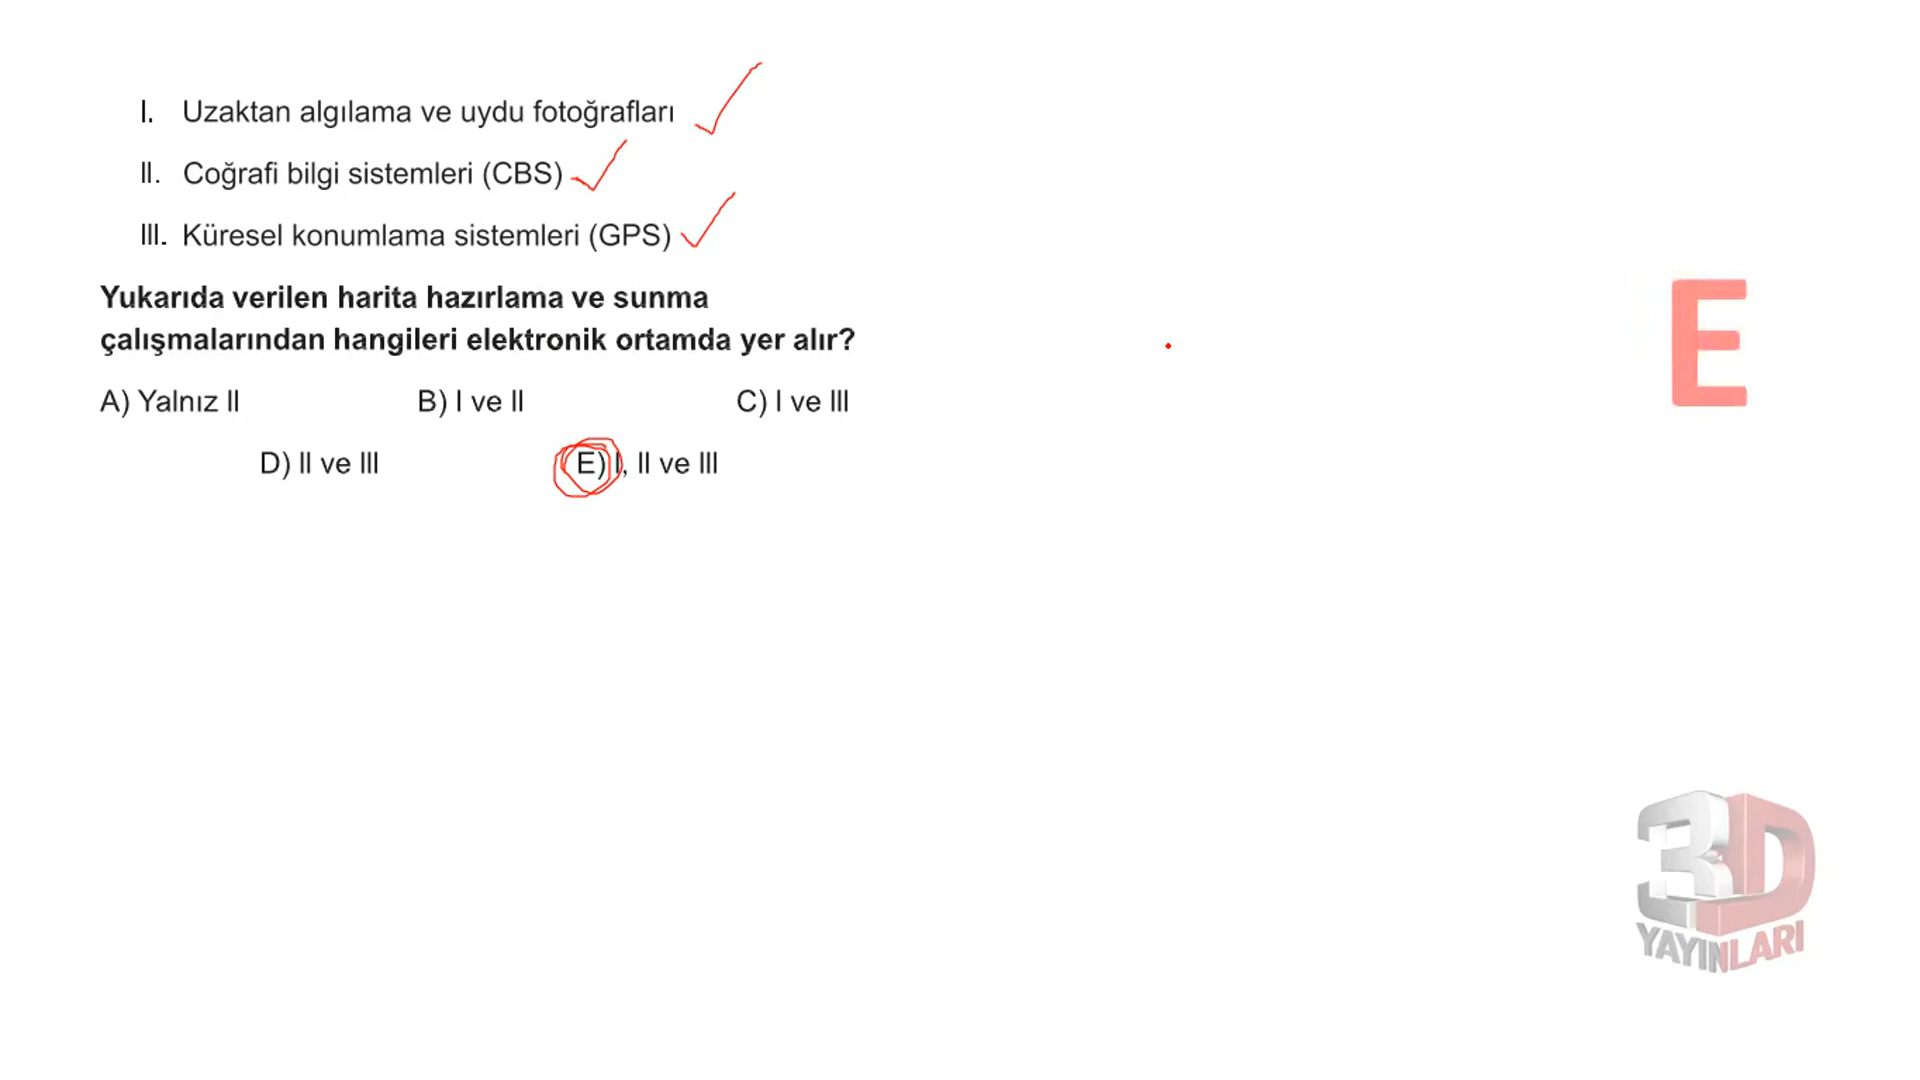 I. Uzaktan algılama ve uydu fotoğrafları
II. Coğrafi bilgi sistemleri (CBS)
III. Küresel konumlama sistemleri (GPS)
Yukarıda verilen harita hazırlama ve sunma
çalışmalarından hangileri elektronik ortamda yer alır?
A) Yalnız II B) I ve II C) I ve III
D) II ve III E) I, II ve III
E
3D
YAYINLARI